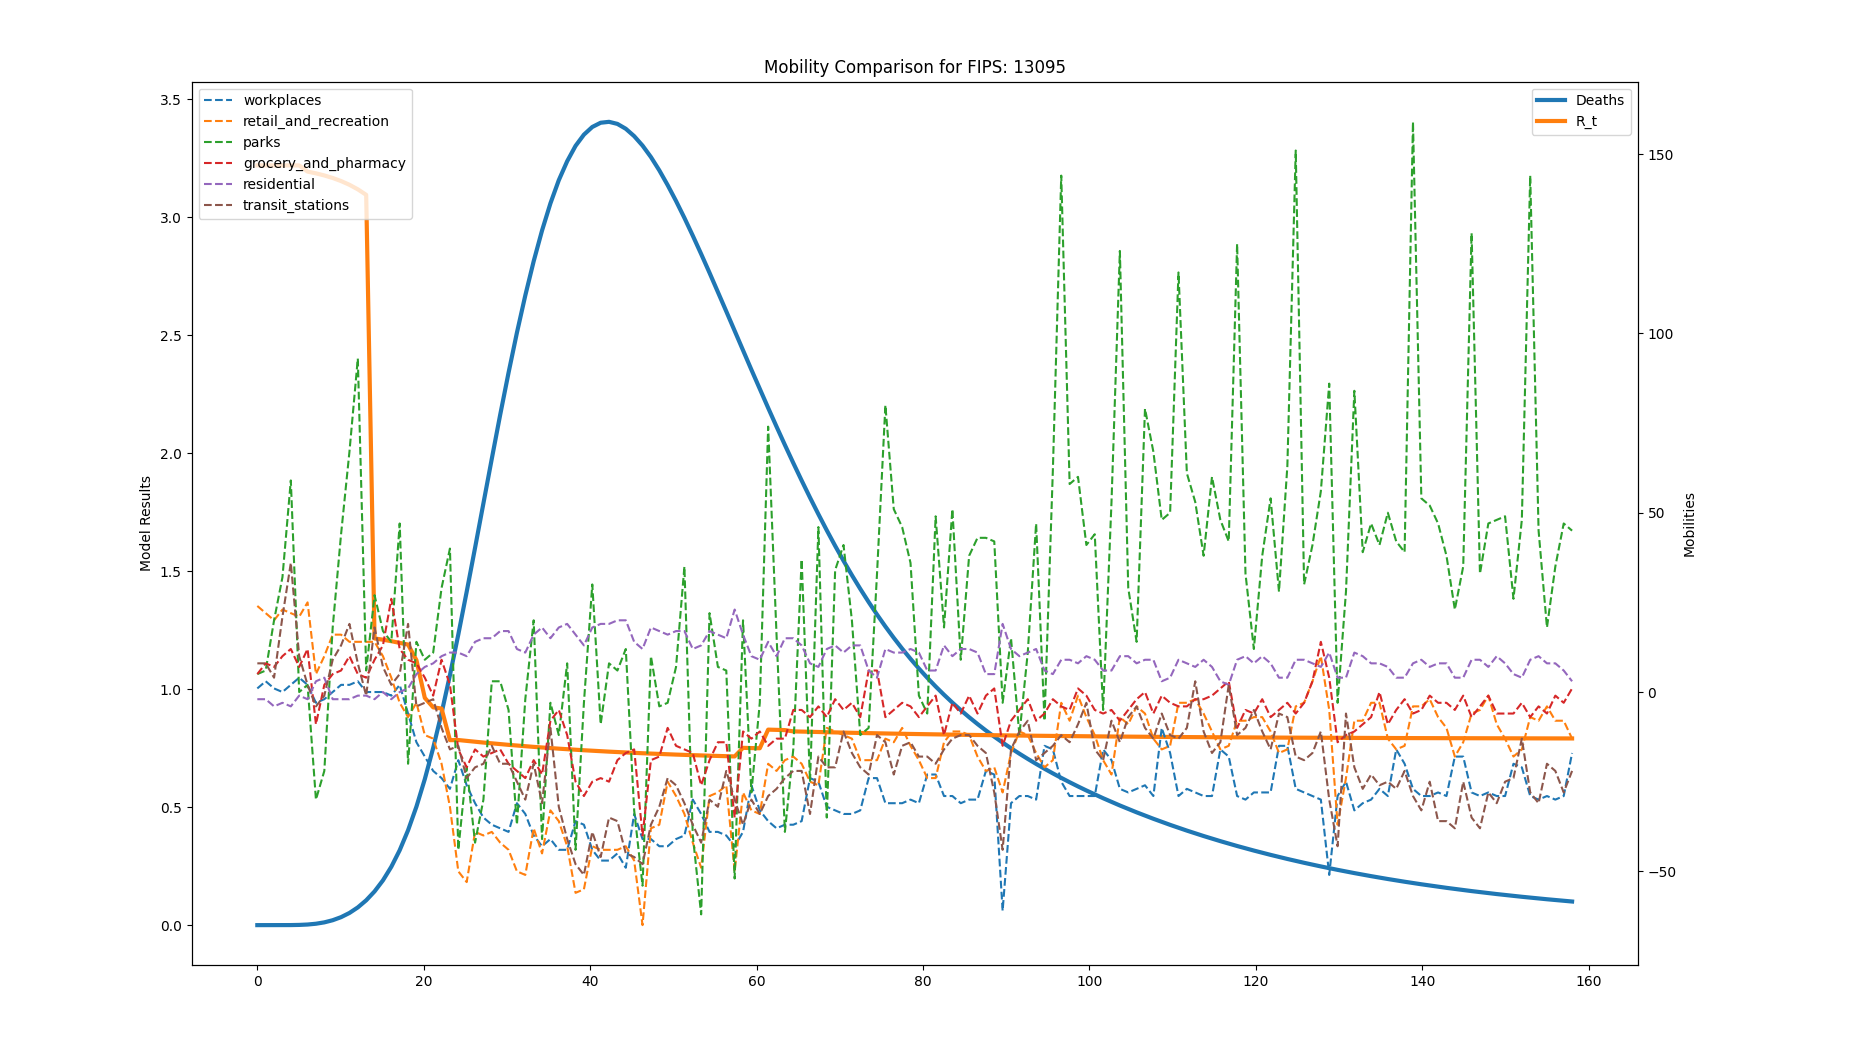 Mobility Comparison for FIPS: 13095
workplaces
retail_and_recreation
parks
grocery_and_pharmacy
residential
transit_stations
Deaths
R_t
3.5
3.0
2.5
2.0
1.5
1.0
0.5
0.0
Model Results
150
100
50
0
−50
Mobilities
0
20
40
60
80
100
120
140
160